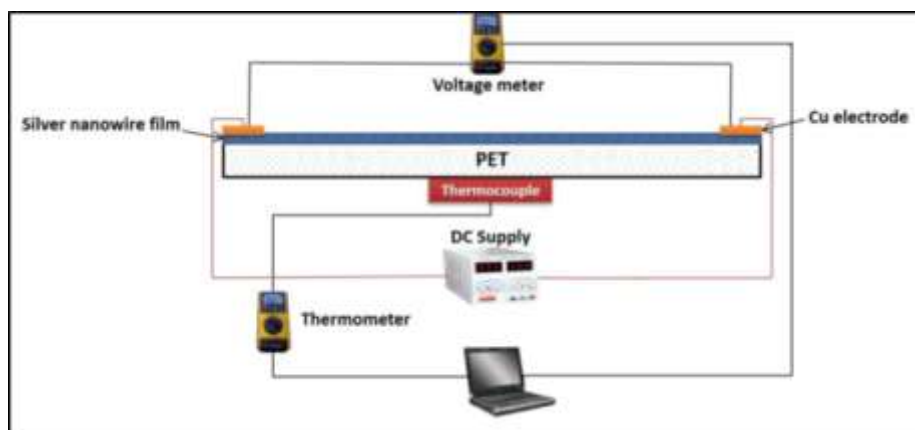 Voltage meter
Silver nanowire film
Cu electrode
PET
Thermocouple
DC Supply
Thermometer